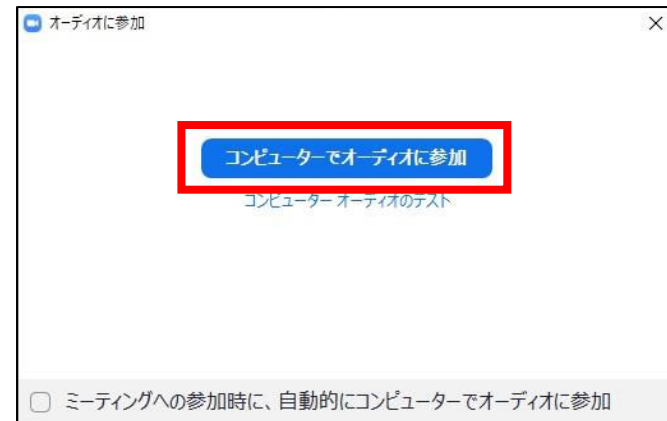 オーディオに参加
コンピューターでオーディオに参加
コンピューター オーディオのテスト
ミーティングへの参加時に、自動的にコンピューターでオーディオに参加